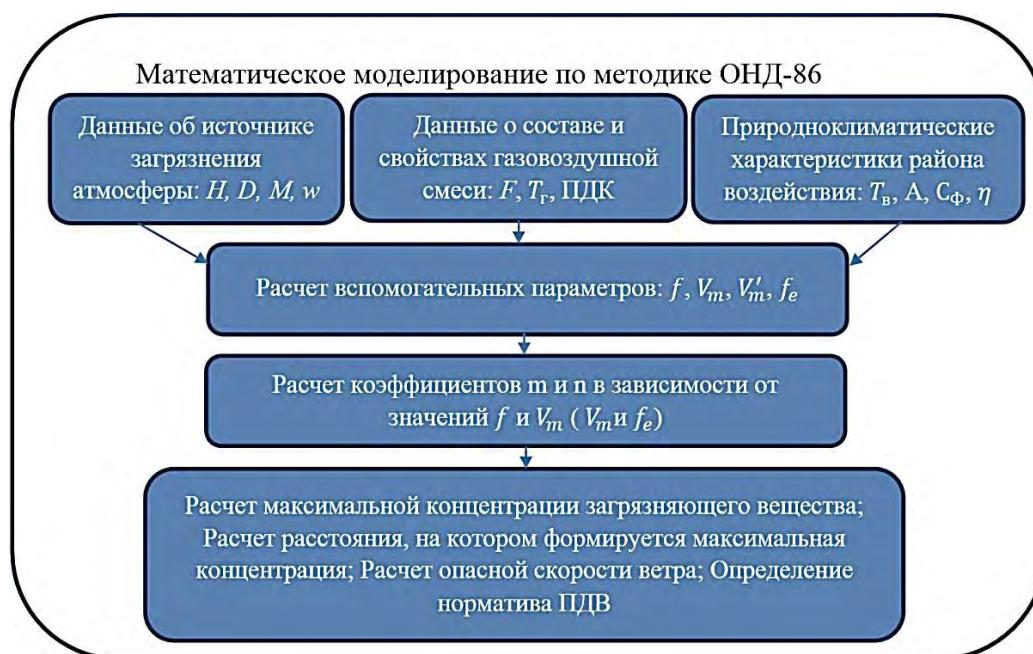 Математическое моделирование по методике ОНД-86
Данные об источнике
загрязнения
атмосферы: H, D, M, w
Данные о составе и
свойствах газовоздушной
смеси: F, Tг, ПДК
Природноклиматические
характеристики район
воздействия: Tв, А, CФ, η
Расчет вспомогательных параметров: f, Vm, V′m, fe
Расчет коэффициентов m и n в зависимости от
значений f и Vm ( Vmи fe)
Расчет максимальной концентрации загрязняющего вещества;
Расчет расстояния, на котором формируется максимальная
концентрация; Расчет опасной скорости ветра; Определение
норматива ПДВ